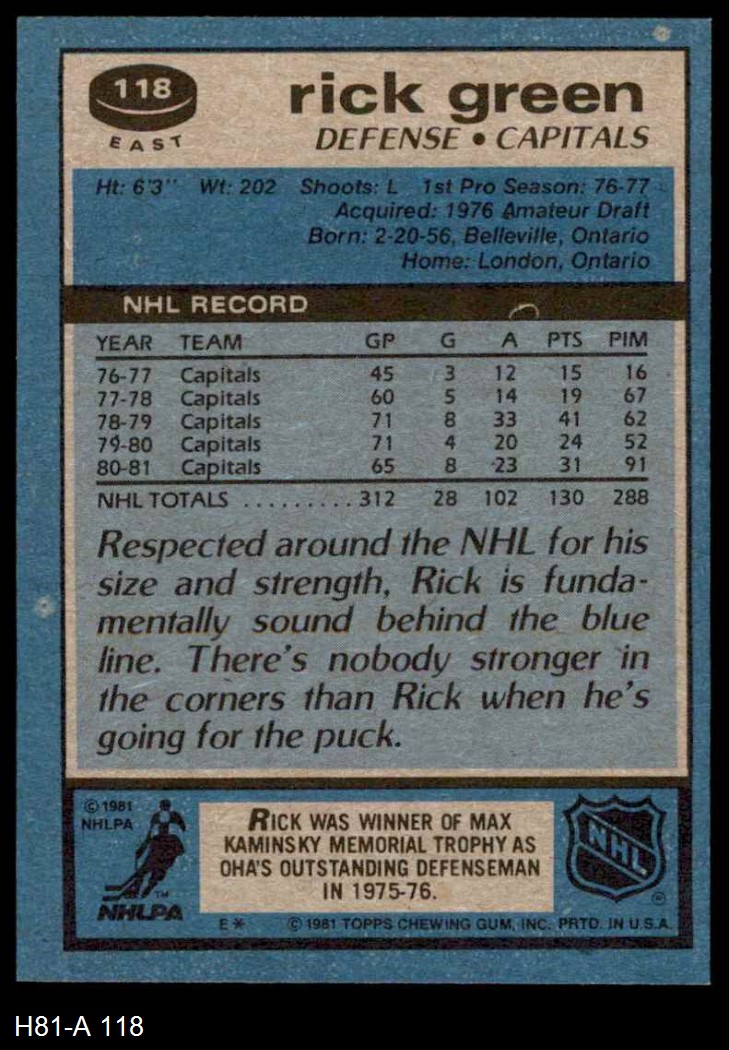 118
EAST
rick green
DEFENSE • CAPITALS
Ht: 6'3" Wt: 202 Shoots: L 1st Pro Season: 76-77
Acquired: 1976 Amateur Draft
Born: 2-20-56, Belleville, Ontario
Home: London, Ontario
NHL RECORD
YEAR TEAM GP G A PTS PIM
76-77 Capitals 45 3 12 15 16
77-78 Capitals 60 5 14 19 67
78-79 Capitals 71 8 33 41 62
79-80 Capitals 71 4 20 24 52
80-81 Capitals 65 8 23 31 91
NHL TOTALS .......... 312 28 102 130 288
Respected around the NHL for his
size and strength, Rick is funda-
mentally sound behind the blue
line. There's nobody stronger in
the corners than Rick when he's
going for the puck.
© 1981
NHLPA
TM
NHLPA
RICK WAS WINNER OF MAX
KAMINSKY MEMORIAL TROPHY AS
OHA'S OUTSTANDING DEFENSEMAN
IN 1975-76.
NHL
®
E* © 1981 TOPPS CHEWING GUM, INC. PRTD. IN U.S.A.
H81-A 118